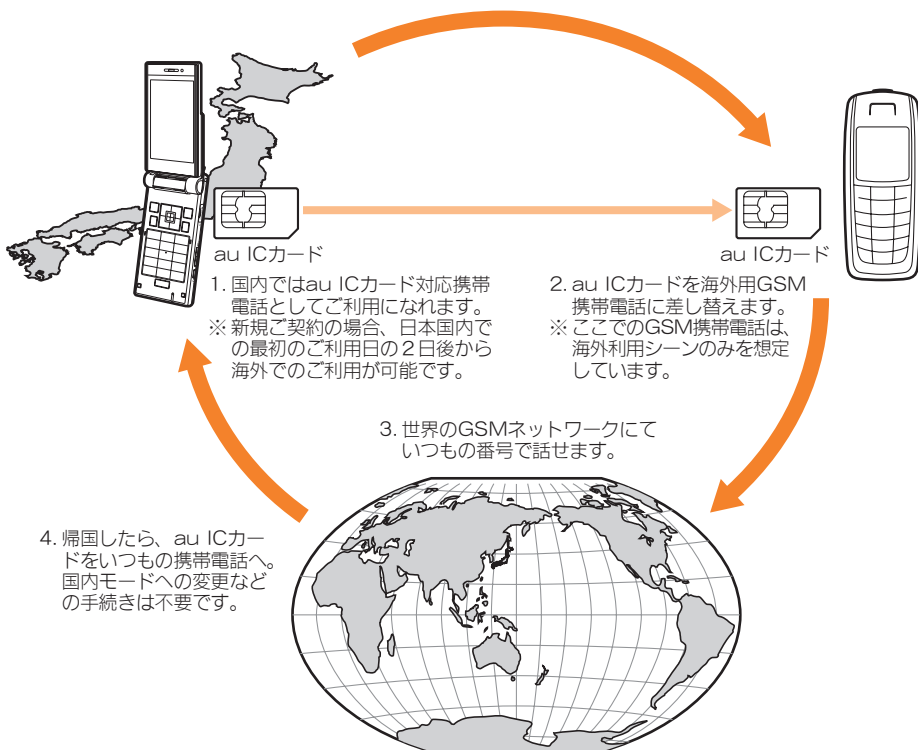 au ICカード
au ICカード
1. 国内ではau ICカード対応携帯
電話としてご利用になれます。
※ 新規ご契約の場合、日本国内で
の最初のご利用日の2日後から
海外でのご利用が可能です。
2. au ICカードを海外用GSM
携帯電話に差し替えます。
※ ここでのGSM携帯電話は、
海外利用シーンのみを想定
しています。
3. 世界のGSMネットワークにて
いつもの番号で話せます。
4. 帰国したら、au ICカー
ドをいつもの携帯電話へ。
国内モードへの変更など
の手続きは不要です。